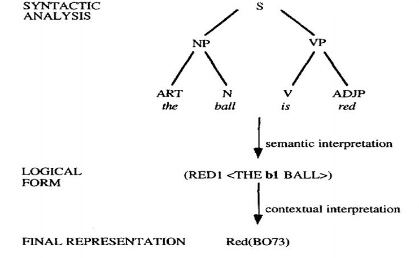 SYNTACTIC
ANALYSIS
S
NP VP
ART N V ADJP
the ball is red
semantic interpretation
LOGICAL
FORM
(RED1 <THE b1 BALL>)
contextual interpretation
FINAL REPRESENTATION Red(BO73)